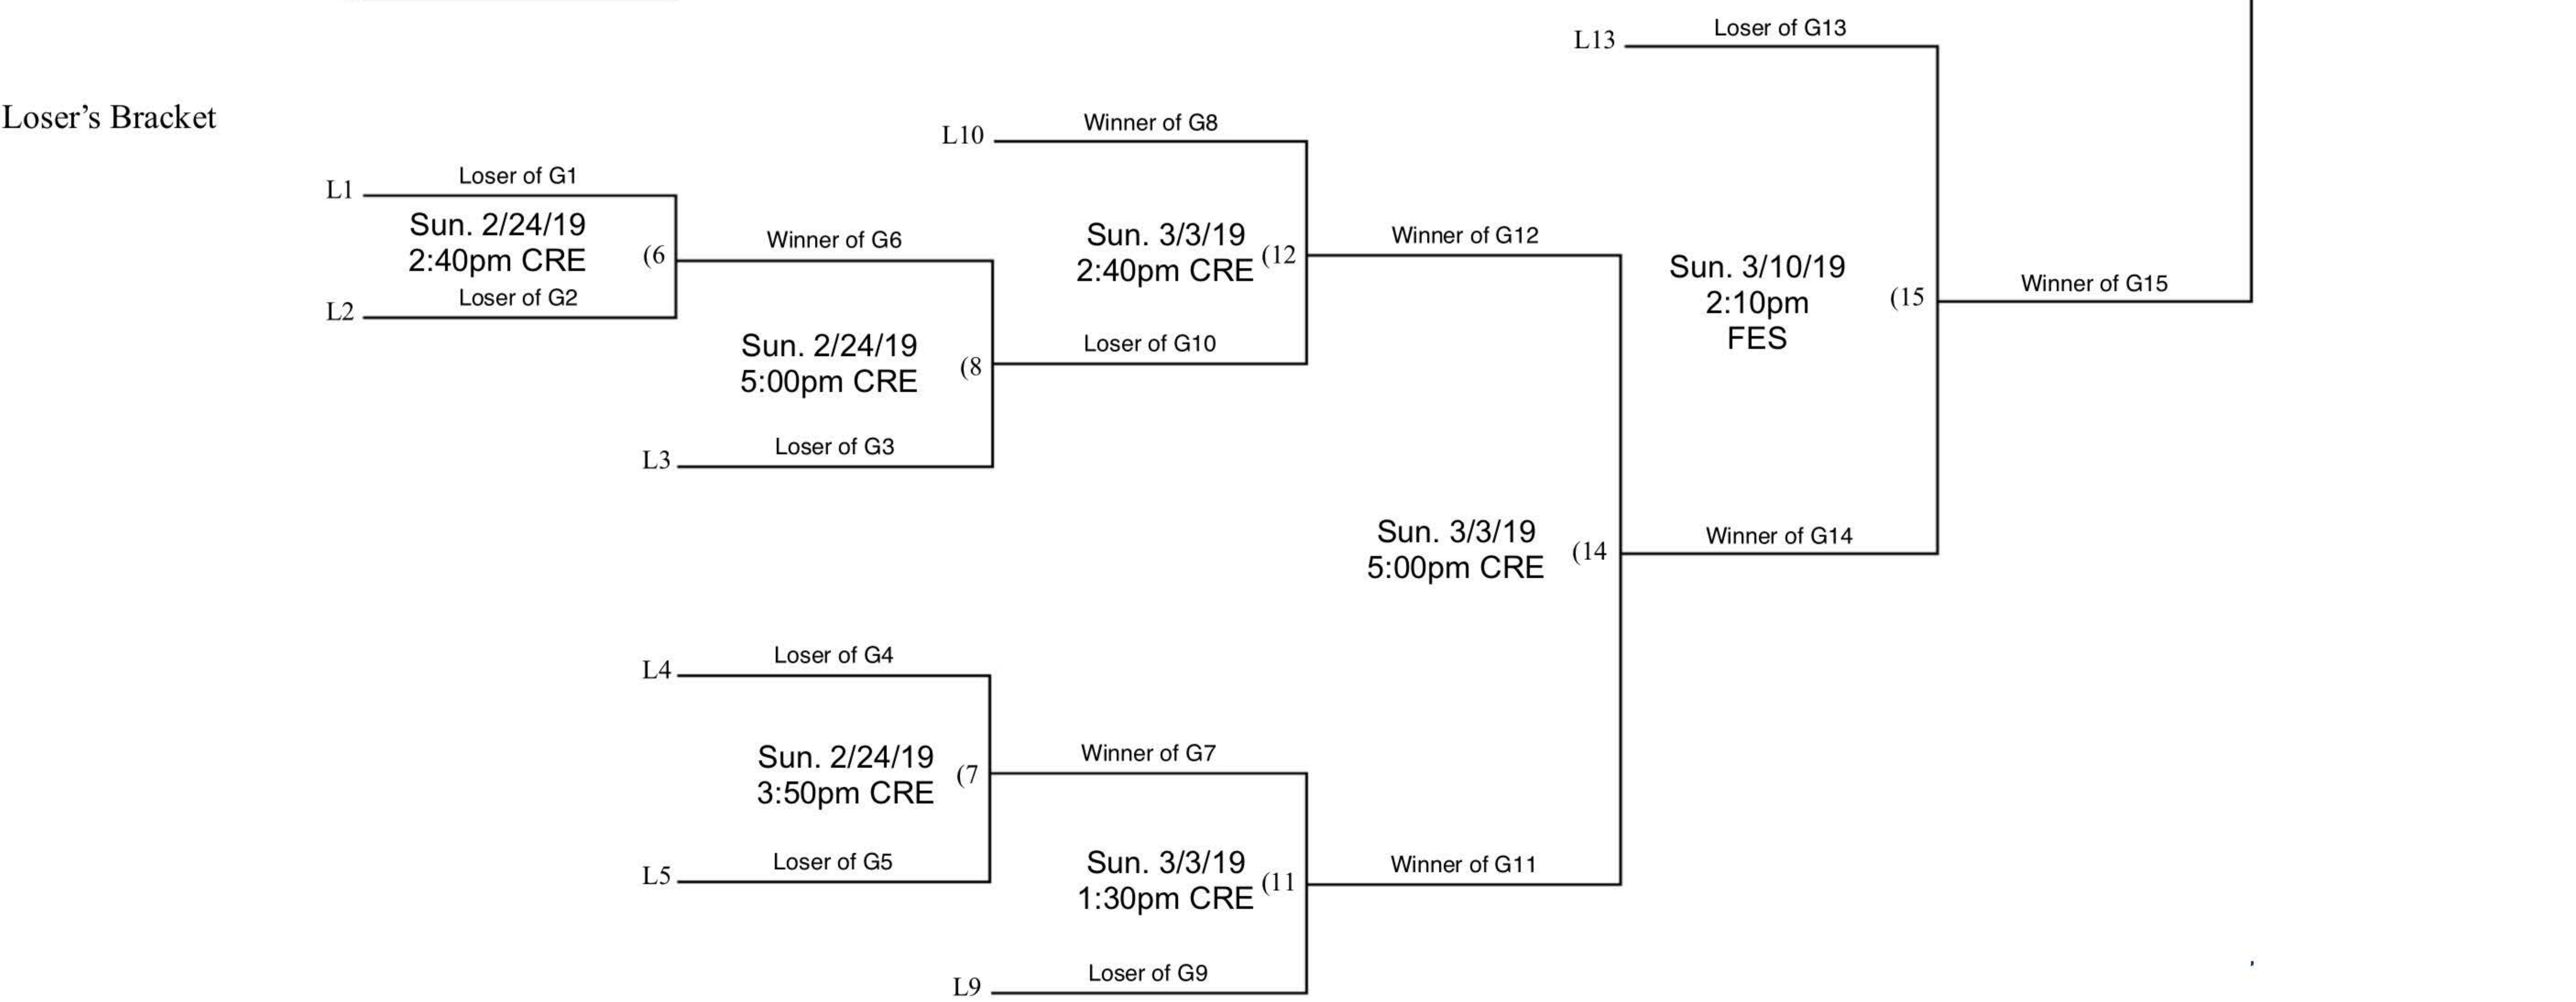 Loser of G13
L13
Loser's Bracket
Winner of G8
L10
Loser of G1
L1
Sun. 2/24/19
2:40pm CRE
(6
Loser of G2
L2
Winner of G6
Sun. 3/3/19
2:40pm CRE
(12
Winner of G12
Sun. 3/10/19
2:10pm
FES
(15
Winner of G15
Sun. 2/24/19
5:00pm CRE
(8
Loser of G10
Loser of G3
L3
Sun. 3/3/19
5:00pm CRE
(14
Winner of G14
Loser of G4
L4
Sun. 2/24/19
3:50pm CRE
(7
Winner of G7
Loser of G5
L5
Sun. 3/3/19
1:30pm CRE
(11
Winner of G11
Loser of G9
L9